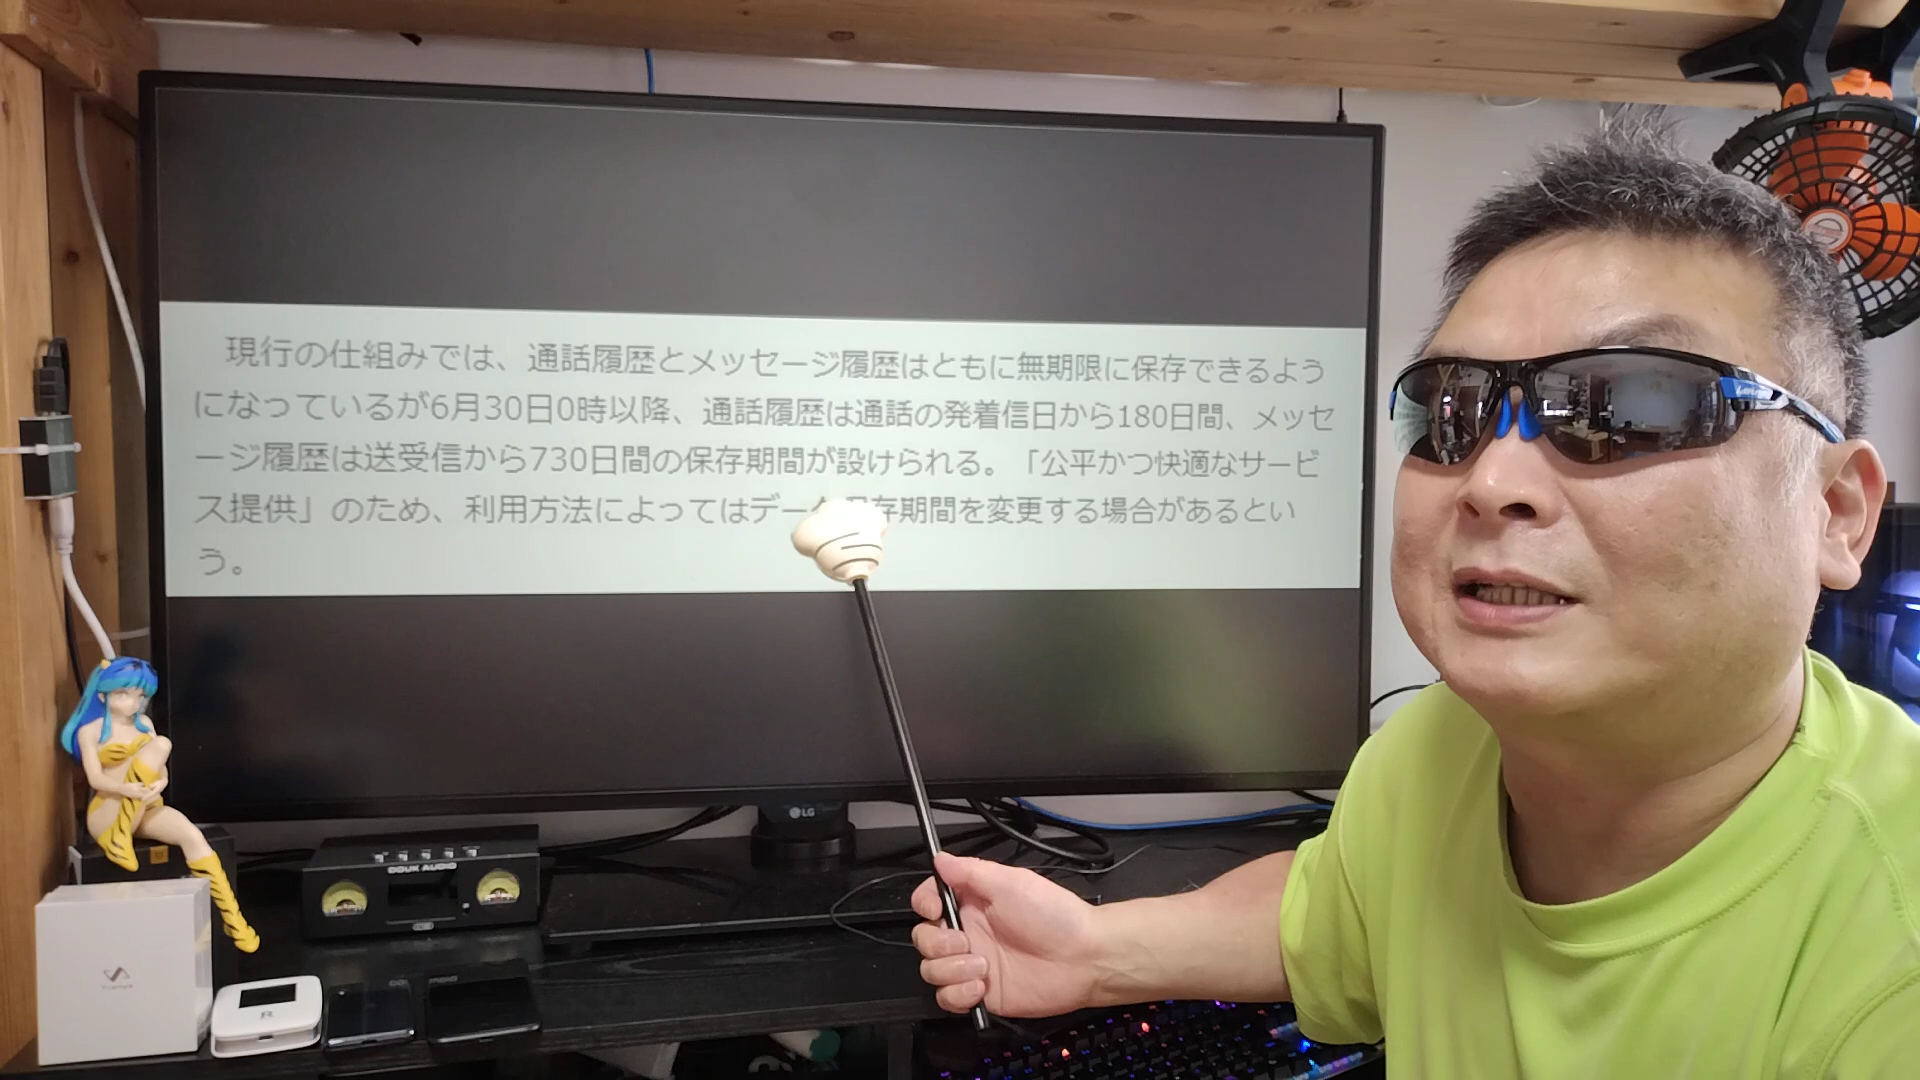 現行の仕組みでは、通話履歴とメッセージ履歴はともに無期限に保存できるよう
になっているが6月30日0時以降、通話履歴は通話の発着信日から180日間、メッセ
ージ履歴は送受信から730日間の保存期間が設けられる。「公平かつ快適なサービ
ス提供」のため、利用方法によってはデー 存期間を変更する場合があるとい
う。
LG
DOUK AUDIO